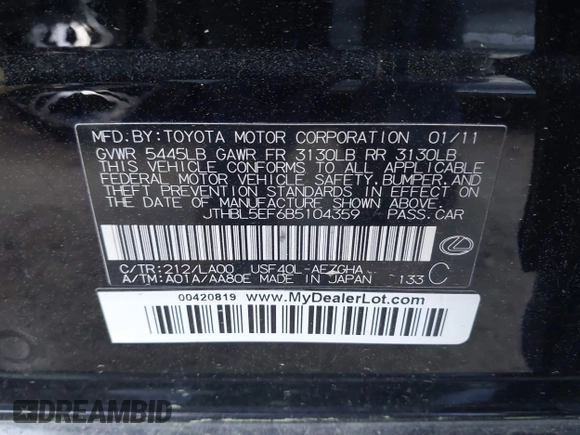 MFD.BY:TOYOTA MOTOR CORPORATION 01/11
GVWR 5445LB GAWR FR 3130LB RR 3130LB
THIS VEHICLE CONFORMS TO ALL APPLICABLE
FEDERAL MOTOR VEHICLE SAFETY, BUMPER, AND
THEFT PREVENTION STANDARDS IN EFFECT ON
THE DATE OF MANUFACTURE SHOWN ABOVE.
JTHBL5EF6B5104359 PASS.CAR
C/TR:212/LA00 USF40L-AEZGHA
A/TM:A01A/AA80E MADE IN JAPAN 133 C
00420819 www.MyDealerLot.com
DREAMBID